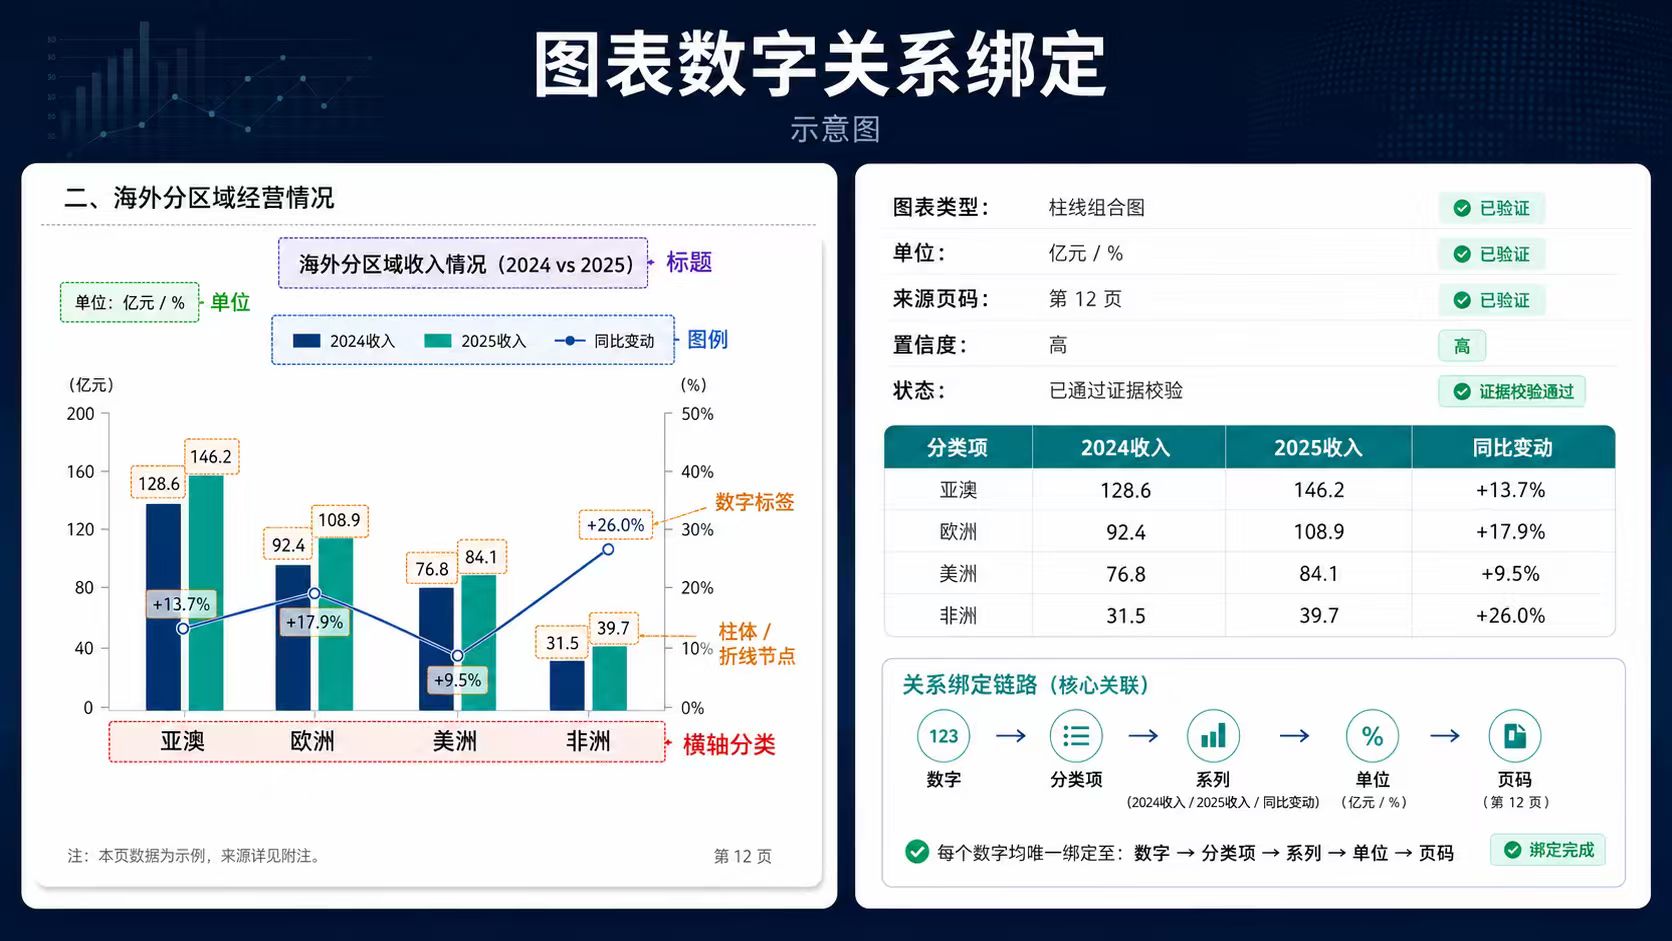 图表数字关系绑定
示意图
二、海外分区域经营情况
海外分区域收入情况（2024 vs 2025）
标题
单位：亿元 / %
单位
2024收入 2025收入 同比变动
图例
(亿元)
(%)
200
160
120
80
40
0
50%
40%
30%
20%
10%
0%
128.6
146.2
+13.7%
92.4
108.9
+17.9%
76.8
84.1
+9.5%
31.5
39.7
+26.0%
数字标签
柱体 /
折线节点
亚澳 欧洲 美洲 非洲
横轴分类
注：本页数据为示例，来源详见附注。
第 12 页
图表类型： 柱线组合图 已验证
单位： 亿元 / % 已验证
来源页码： 第 12 页 已验证
置信度： 高 高
状态： 已通过证据校验 证据校验通过
分类项 2024收入 2025收入 同比变动
亚澳 128.6 146.2 +13.7%
欧洲 92.4 108.9 +17.9%
美洲 76.8 84.1 +9.5%
非洲 31.5 39.7 +26.0%
关系绑定链路（核心关联）
123 → → → % →
数字 分类项 系列 单位 页码
(2024收入 / 2025收入 / 同比变动) （亿元 / %） （第 12 页）
每个数字均唯一绑定至：数字 → 分类项 → 系列 → 单位 → 页码
绑定完成